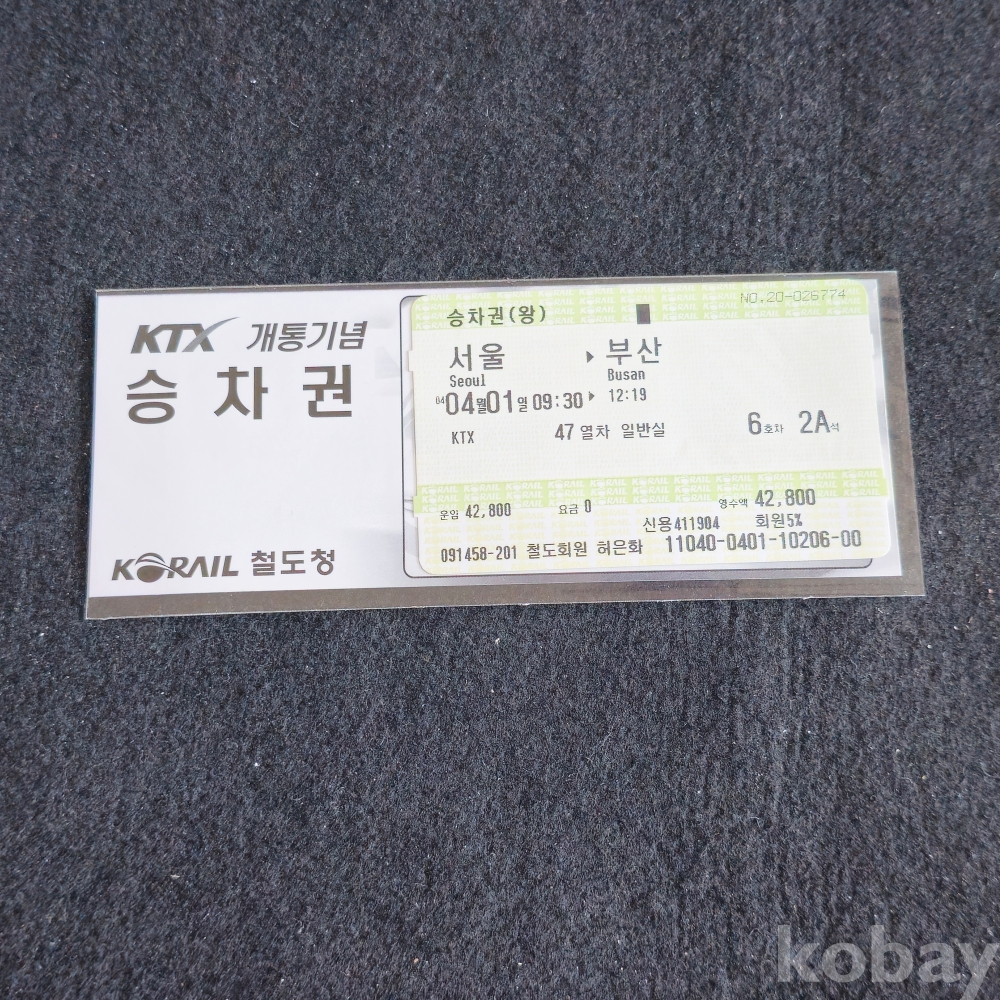 KTX 개통기념
승차권
KORAIL 철도청
NO.20-026774
승차권(왕)
서울 ▶ 부산
Seoul Busan
04 04월01일 09:30 ▶ 12:19
KTX 47 열차 일반실 6호차 2A석
운임 42,800 요금 0 영수액 42,800
신용411904 회원5%
091458-201 철도회원 허은화 11040-0401-10206-00
kobay